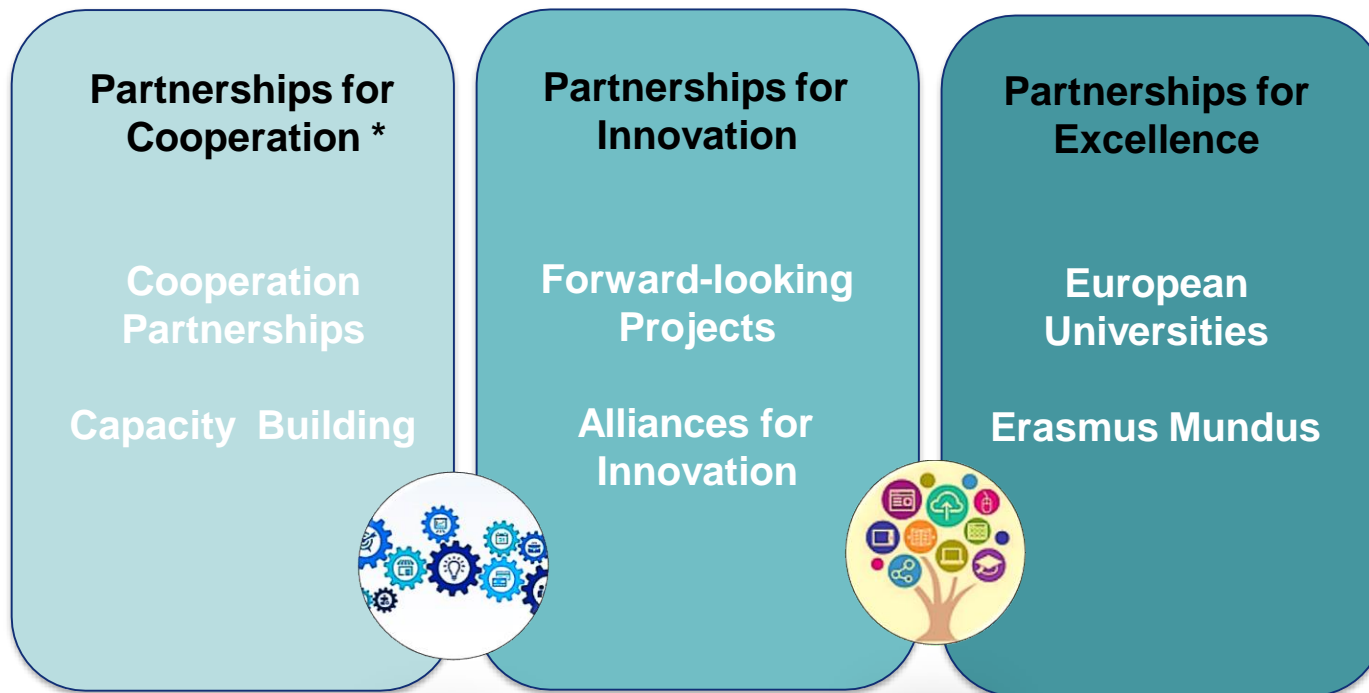 Partnerships for
Cooperation *
Cooperation
Partnerships
Capacity Building
Partnerships for
Innovation
Forward-looking
Projects
Alliances for
Innovation
Partnerships for
Excellence
European
Universities
Erasmus Mundus